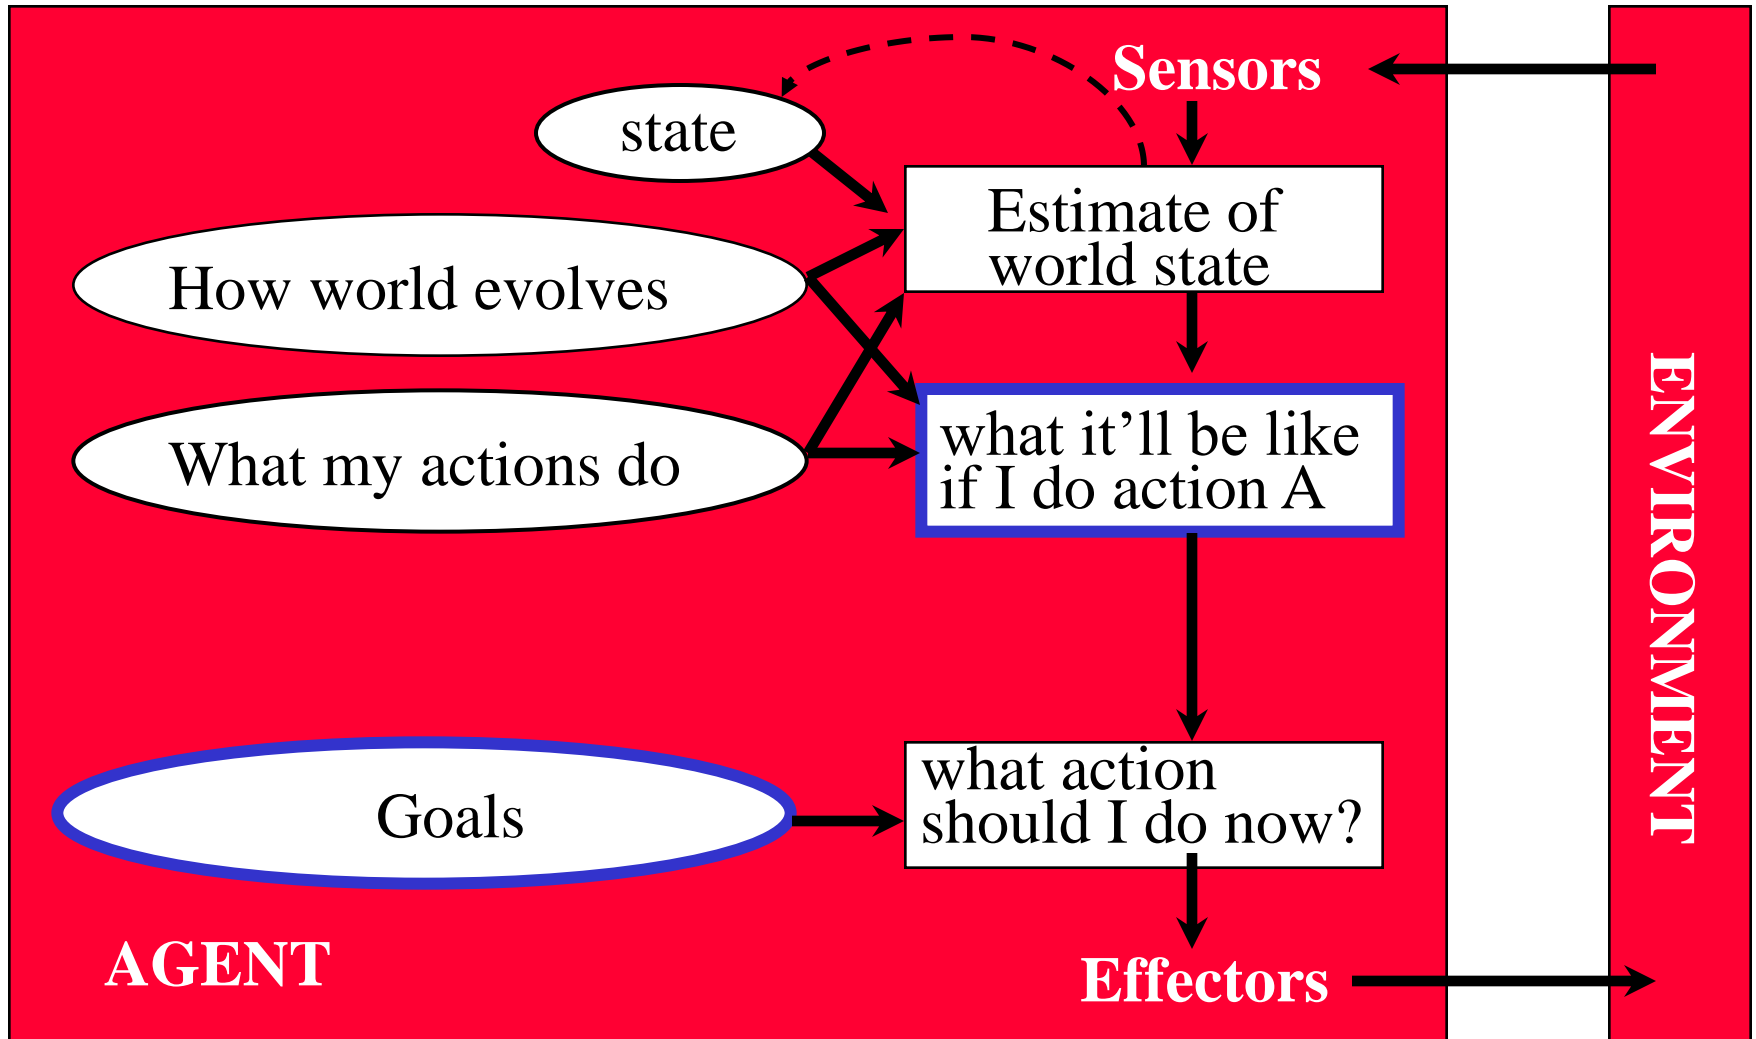 Sensors
state
Estimate of
world state
How world evolves
what it’ll be like
if I do action A
What my actions do
ENVIRONMENT
what action
should I do now?
Goals
AGENT
Effectors